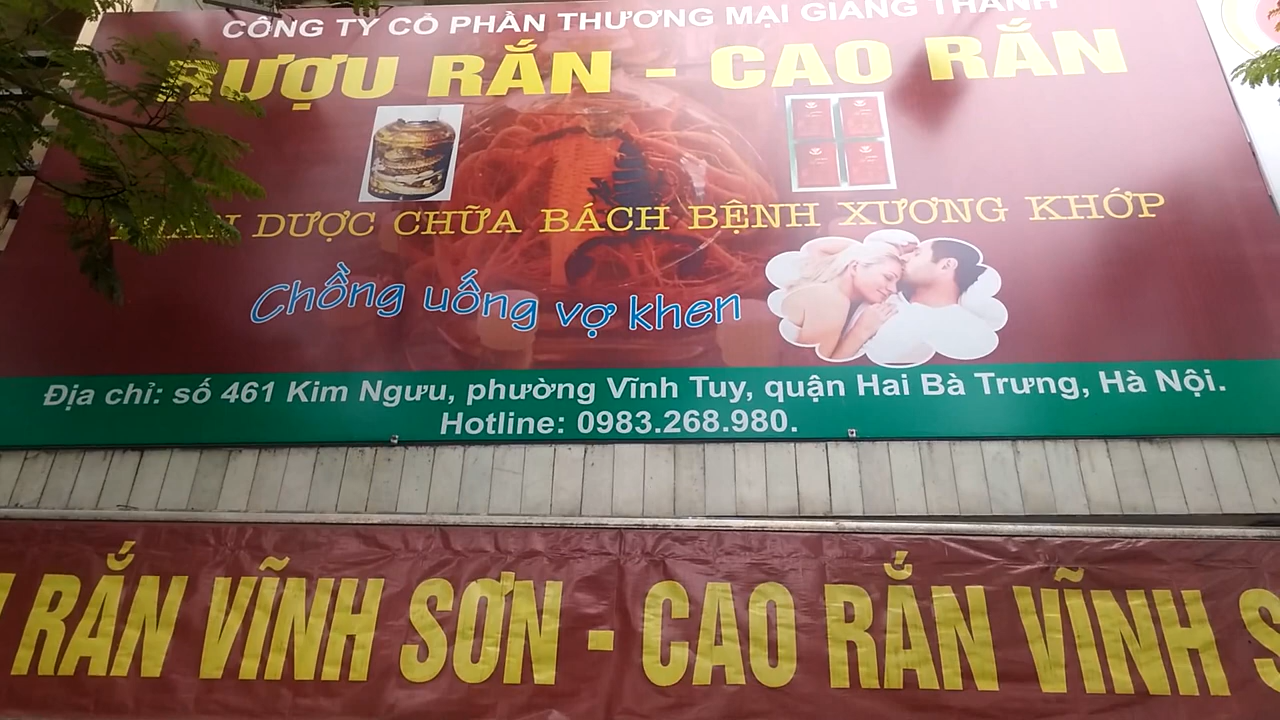 CÔNG TY CỔ PHẦN THƯƠNG MẠI GIANG THANH
RƯỢU RẮN - CAO RẮN
DƯỢC CHỮA BÁCH BỆNH XƯƠNG KHỚP
Chồng uống vợ khen
Địa chỉ: số 461 Kim Ngưu, phường Vĩnh Tuy, quận Hai Bà Trưng, Hà Nội.
Hotline: 0983.268.980.
RẮN VĨNH SƠN - CAO RẮN VĨNH S